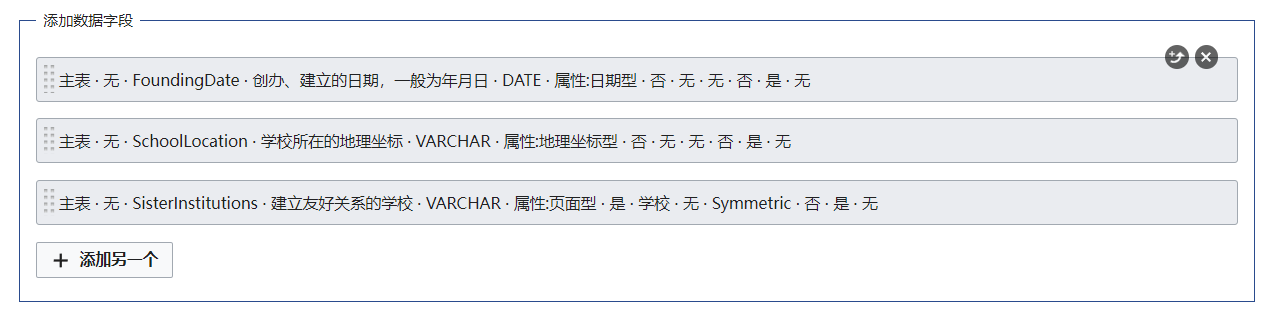 添加数据字段
主表 · 无 · FoundingDate · 创办、建立的日期，一般为年月日 · DATE · 属性:日期型 · 否 · 无 · 无 · 否 · 是 · 无
主表 · 无 · SchoolLocation · 学校所在的地理坐标 · VARCHAR · 属性:地理坐标型 · 否 · 无 · 无 · 否 · 是 · 无
主表 · 无 · SisterInstitutions · 建立友好关系的学校 · VARCHAR · 属性:页面型 · 是 · 学校 · 无 · Symmetric · 否 · 是 · 无
添加另一个